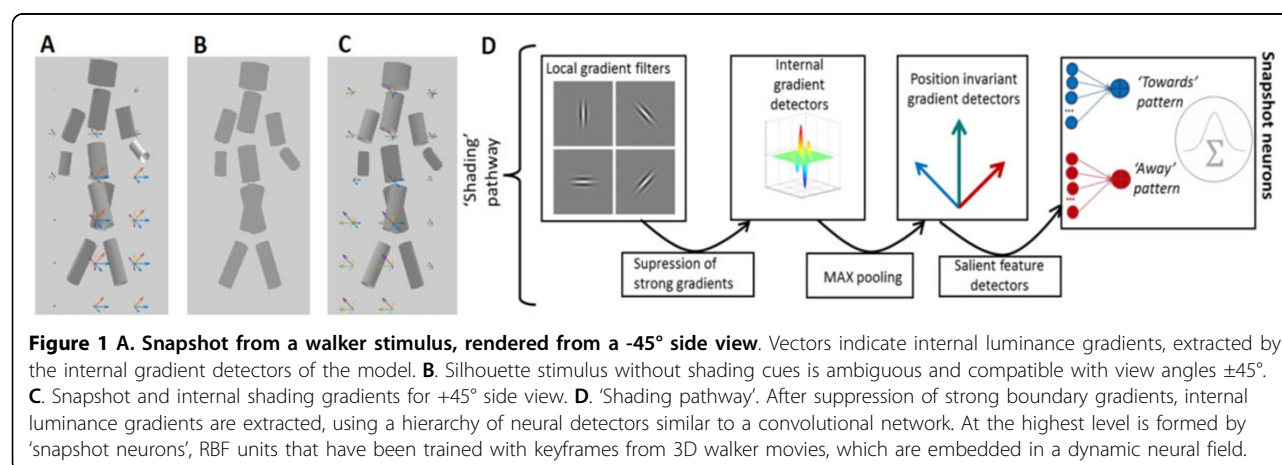 A
B
C
D
'Shading'
pathway
Local gradient filters
Supression of
strong gradients
Internal
gradient
detectors
MAX pooling
Position invariant
gradient detectors
Salient feature
detectors
'Towards'
pattern
...
'Away'
pattern
...
Σ
Snapshot neurons
Figure 1 A. Snapshot from a walker stimulus, rendered from a -45° side view. Vectors indicate internal luminance gradients, extracted by
the internal gradient detectors of the model. B. Silhouette stimulus without shading cues is ambiguous and compatible with view angles ±45°.
C. Snapshot and internal shading gradients for +45° side view. D. 'Shading pathway'. After suppression of strong boundary gradients, internal
luminance gradients are extracted, using a hierarchy of neural detectors similar to a convolutional network. At the highest level is formed by
'snapshot neurons', RBF units that have been trained with keyframes from 3D walker movies, which are embedded in a dynamic neural field.